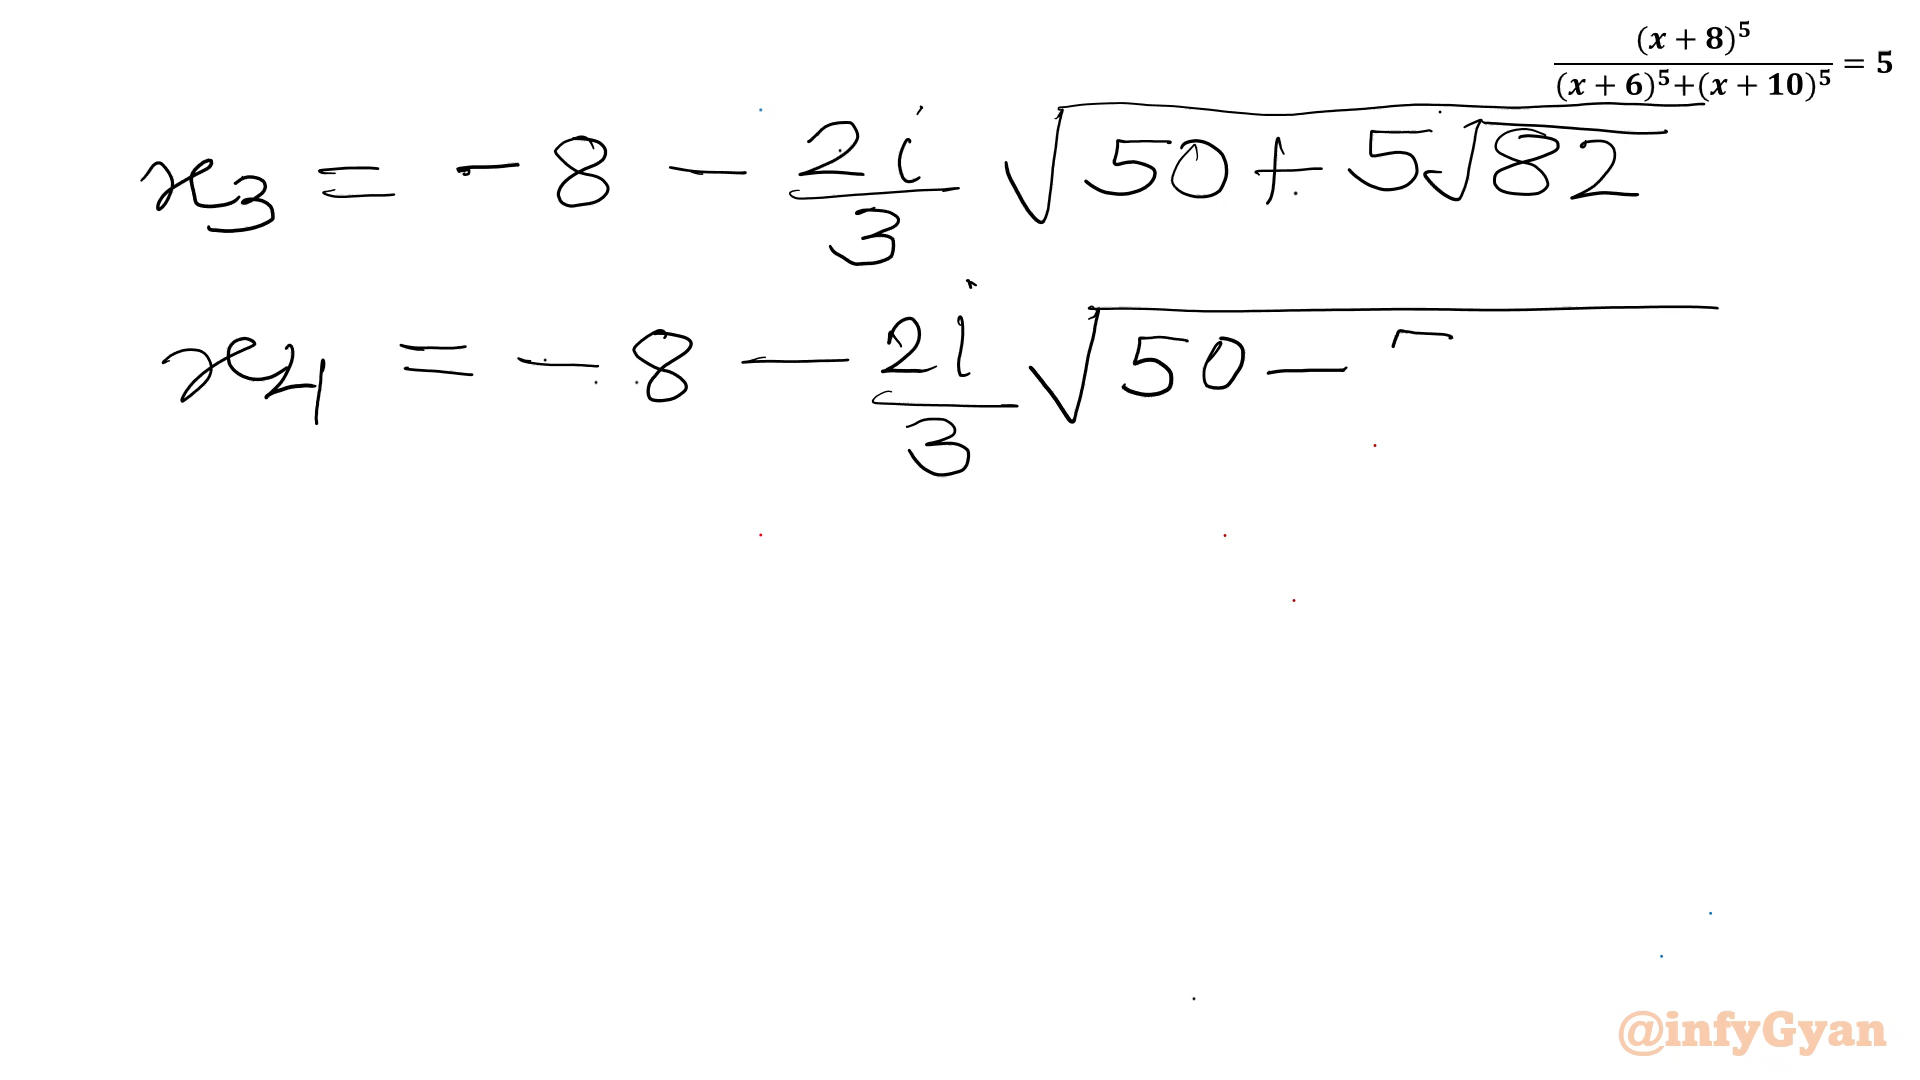 (x + 8)^5 / ((x + 6)^5+(x + 10)^5) = 5
x₃ = - 8 - 2i/3 √(50 + 5√82)
x₄ = - 8 - 2i/3 √(50 -
@infyGyan